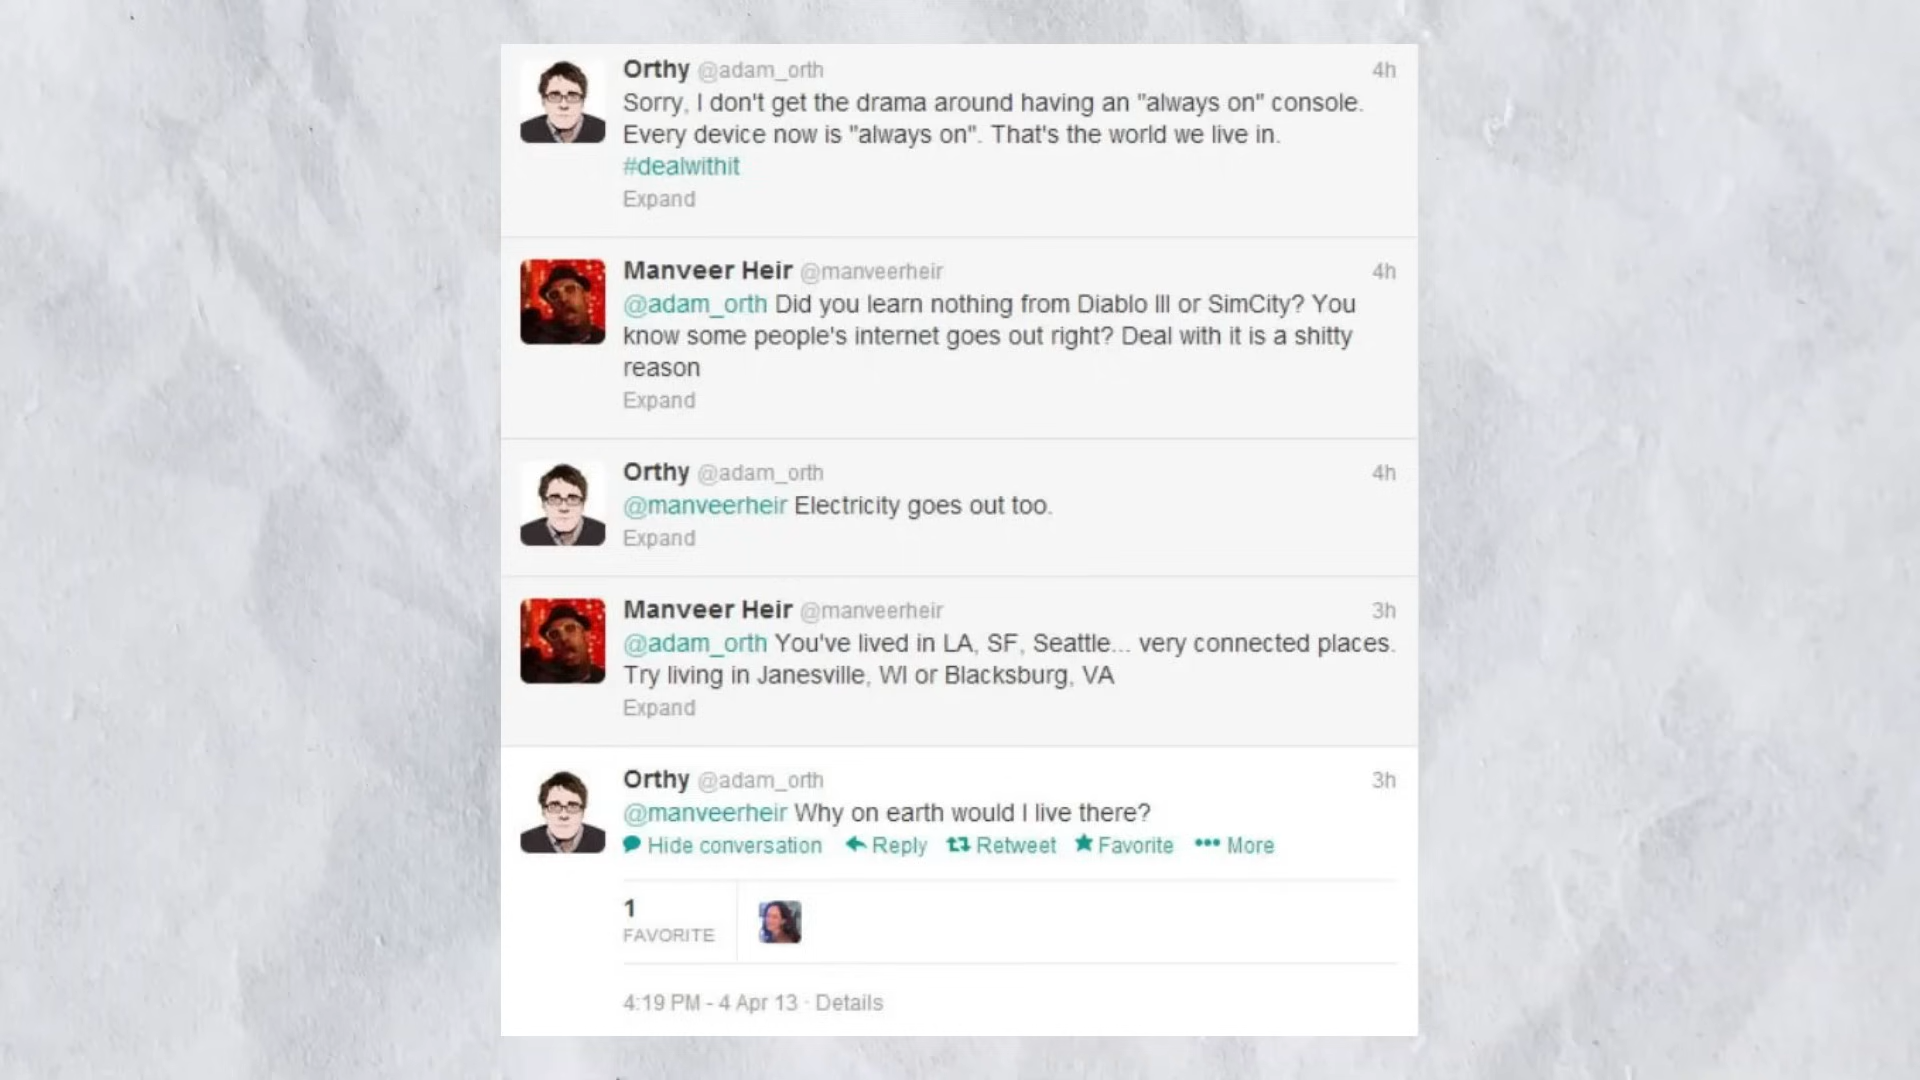 Orthy @adam_orth 4h
Sorry, I don't get the drama around having an "always on" console.
Every device now is "always on". That's the world we live in.
#dealwithit
Expand
Manveer Heir @manveerheir 4h
@adam_orth Did you learn nothing from Diablo III or SimCity? You
know some people's internet goes out right? Deal with it is a shitty
reason
Expand
Orthy @adam_orth 4h
@manveerheir Electricity goes out too.
Expand
Manveer Heir @manveerheir 3h
@adam_orth You've lived in LA, SF, Seattle... very connected places.
Try living in Janesville, WI or Blacksburg, VA
Expand
Orthy @adam_orth 3h
@manveerheir Why on earth would I live there?
Hide conversation Reply Retweet Favorite More
1
FAVORITE
4:19 PM - 4 Apr 13 · Details